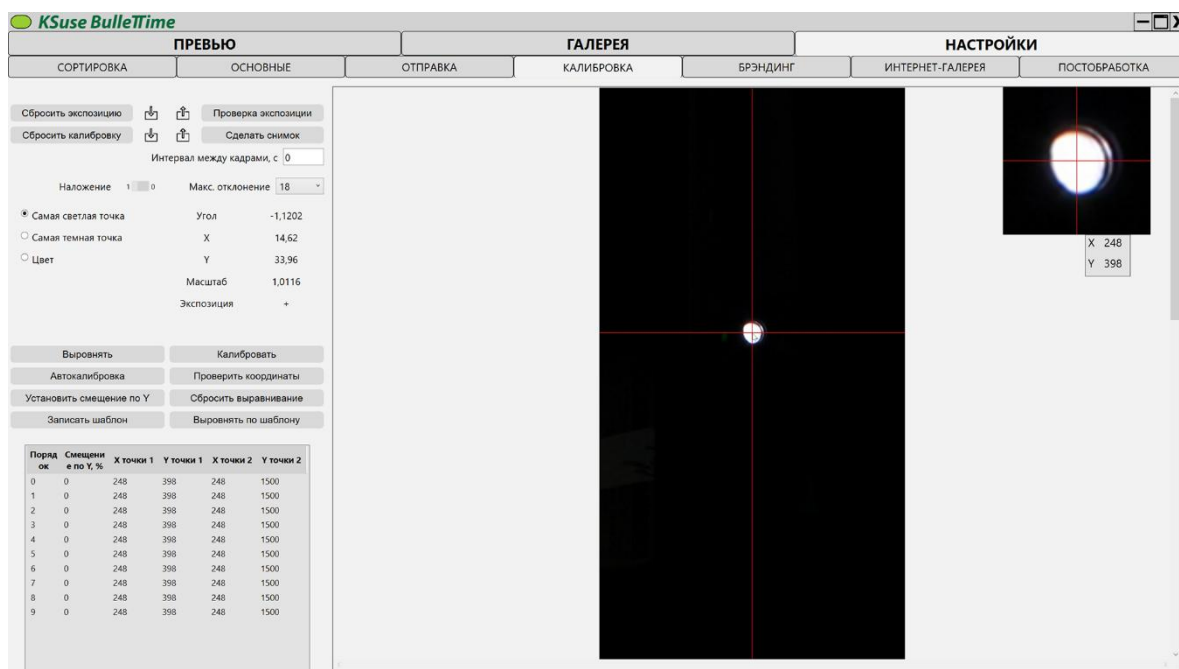 KSuse BulleTime
ПРЕВЬЮ ГАЛЕРЕЯ НАСТРОЙКИ
СОРТИРОВКА ОСНОВНЫЕ ОТПРАВКА КАЛИБРОВКА БРЭНДИНГ ИНТЕРНЕТ-ГАЛЕРЕЯ ПОСТОБРАБОТКА
Сбросить экспозицию Проверка экспозиции
Сбросить калибровку Сделать снимок
Интервал между кадрами, с 0
Наложение 1 0 Макс. отклонение 18
Самая светлая точка Угол -1,1202
Самая темная точка X 14,62
Цвет Y 33,96
Масштаб 1,0116
Экспозиция +
X 248
Y 398
Выровнять Калибровать
Автокалибровка Проверить координаты
Установить смещение по Y Сбросить выравнивание
Записать шаблон Выровнять по шаблону
Поряд Смещени X точки 1 Y точки 1 X точки 2 Y точки 2
ок е по Y, %
0 0 248 398 248 1500
1 0 248 398 248 1500
2 0 248 398 248 1500
3 0 248 398 248 1500
4 0 248 398 248 1500
5 0 248 398 248 1500
6 0 248 398 248 1500
7 0 248 398 248 1500
8 0 248 398 248 1500
9 0 248 398 248 1500